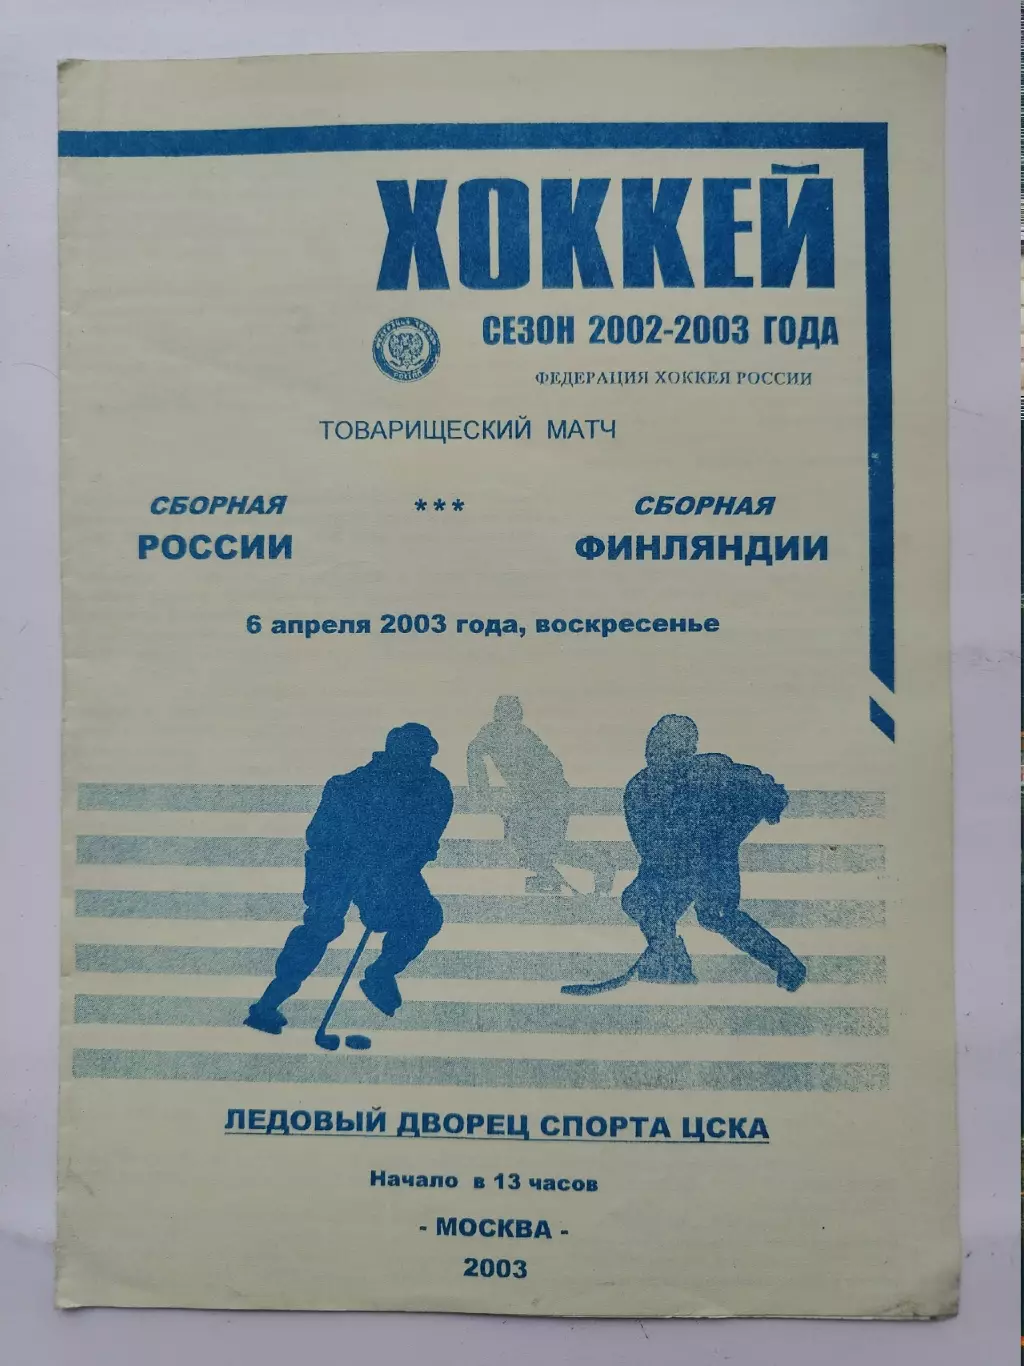 ХОККЕЙ
СЕЗОН 2002-2003 ГОДА
ФЕДЕРАЦИЯ ХОККЕЯ РОССИИ
ТОВАРИЩЕСКИЙ МАТЧ
СБОРНАЯ *** СБОРНАЯ
РОССИИ ФИНЛЯНДИИ
6 апреля 2003 года, воскресенье
ЛЕДОВЫЙ ДВОРЕЦ СПОРТА ЦСКА
Начало в 13 часов
- МОСКВА -
2003